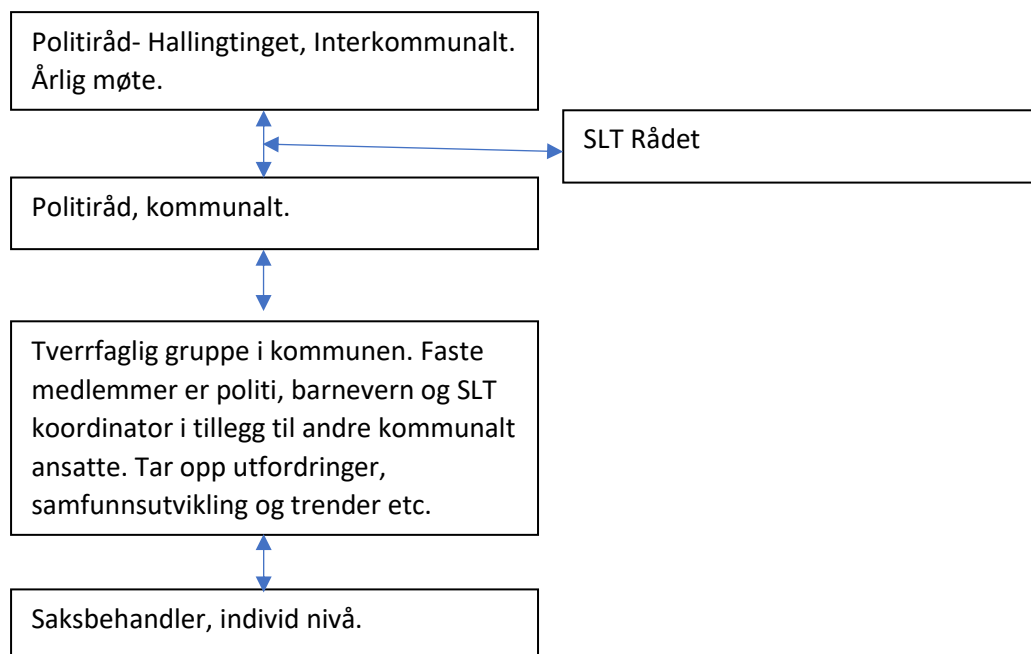 Politiråd- Hallingtinget, Interkommunalt.
Årlig møte.
SLT Rådet
Politiråd, kommunalt.
Tverrfaglig gruppe i kommunen. Faste
medlemmer er politi, barnevern og SLT
koordinator i tillegg til andre kommunalt
ansatte. Tar opp utfordringer,
samfunnsutvikling og trender etc.
Saksbehandler, individ nivå.